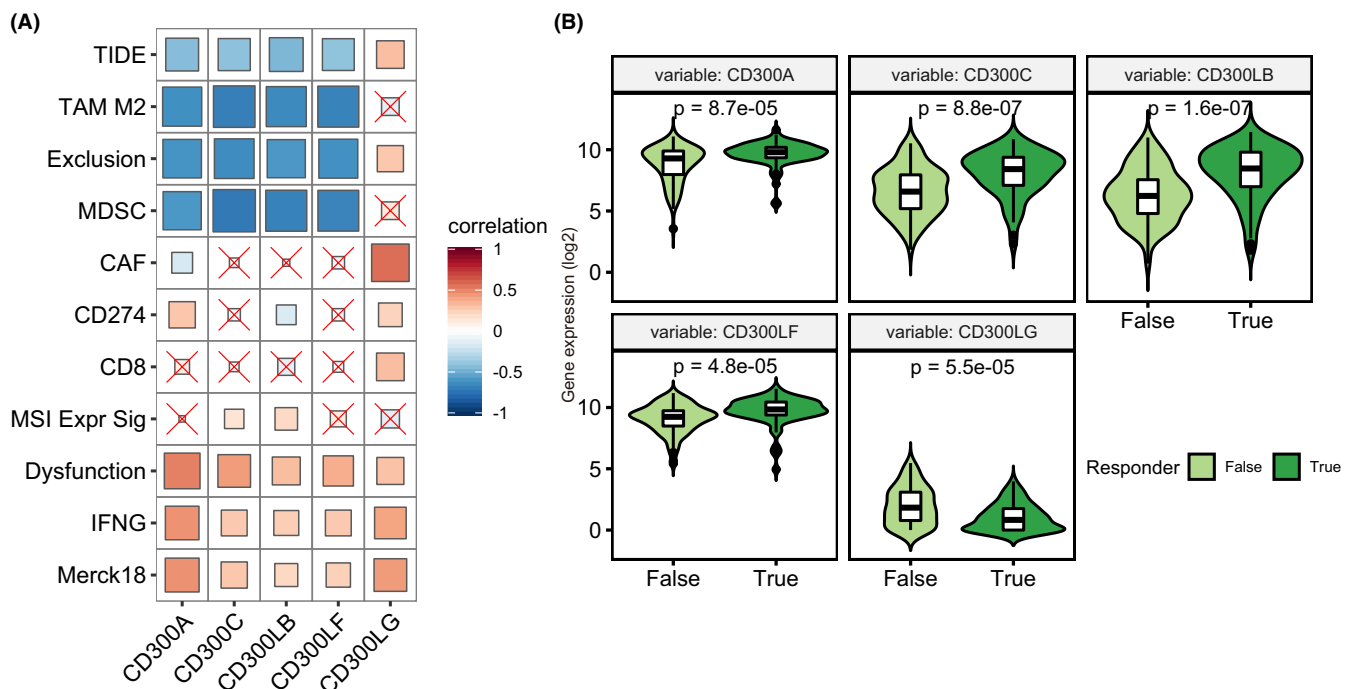 (A)
TIDE
TAM M2
Exclusion
MDSC
CAF
CD274
CD8
MSI Expr Sig
Dysfunction
IFNG
Merck18
CD300A
CD300C
CD300LB
CD300LF
CD300LG
correlation
1
0.5
0
-0.5
-1
(B)
Gene expression (log2)
variable: CD300A
variable: CD300C
variable: CD300LB
p = 8.7e-05
p = 8.8e-07
p = 1.6e-07
10
5
0
False
True
variable: CD300LF
variable: CD300LG
p = 4.8e-05
p = 5.5e-05
10
5
0
False
True
False
True
Responder
False
True